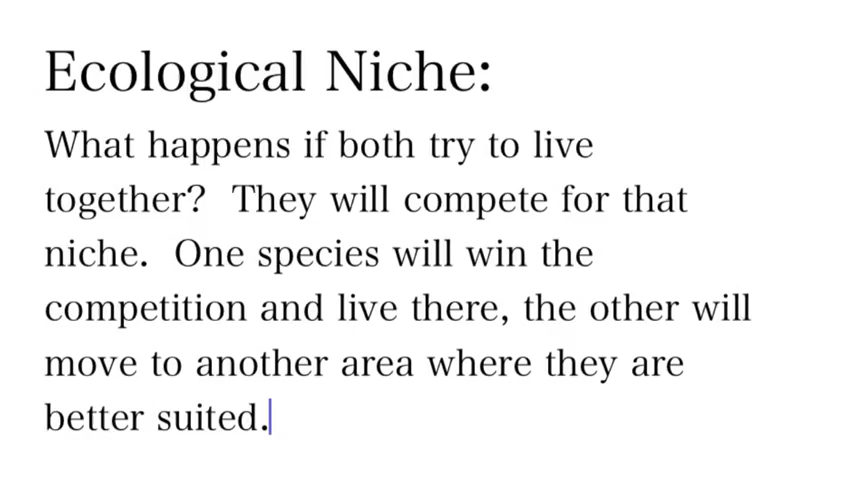 Ecological Niche:
What happens if both try to live
together?  They will compete for that
niche.  One species will win the
competition and live there, the other will
move to another area where they are
better suited.